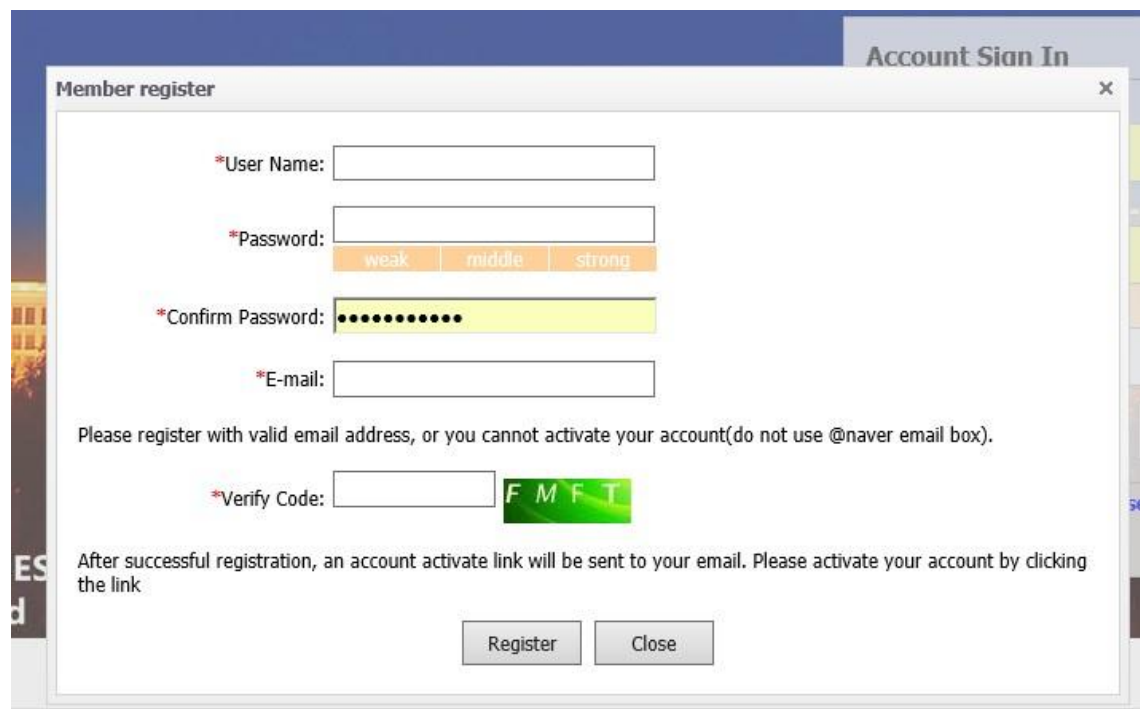 Account Sign In
Member register
*User Name:
*Password:
weak middle strong
*Confirm Password: •••••••••••
*E-mail:
Please register with valid email address, or you cannot activate your account(do not use @naver email box).
*Verify Code: F M F T
ES
After successful registration, an account activate link will be sent to your email. Please activate your account by clicking
the link
d
Register Close